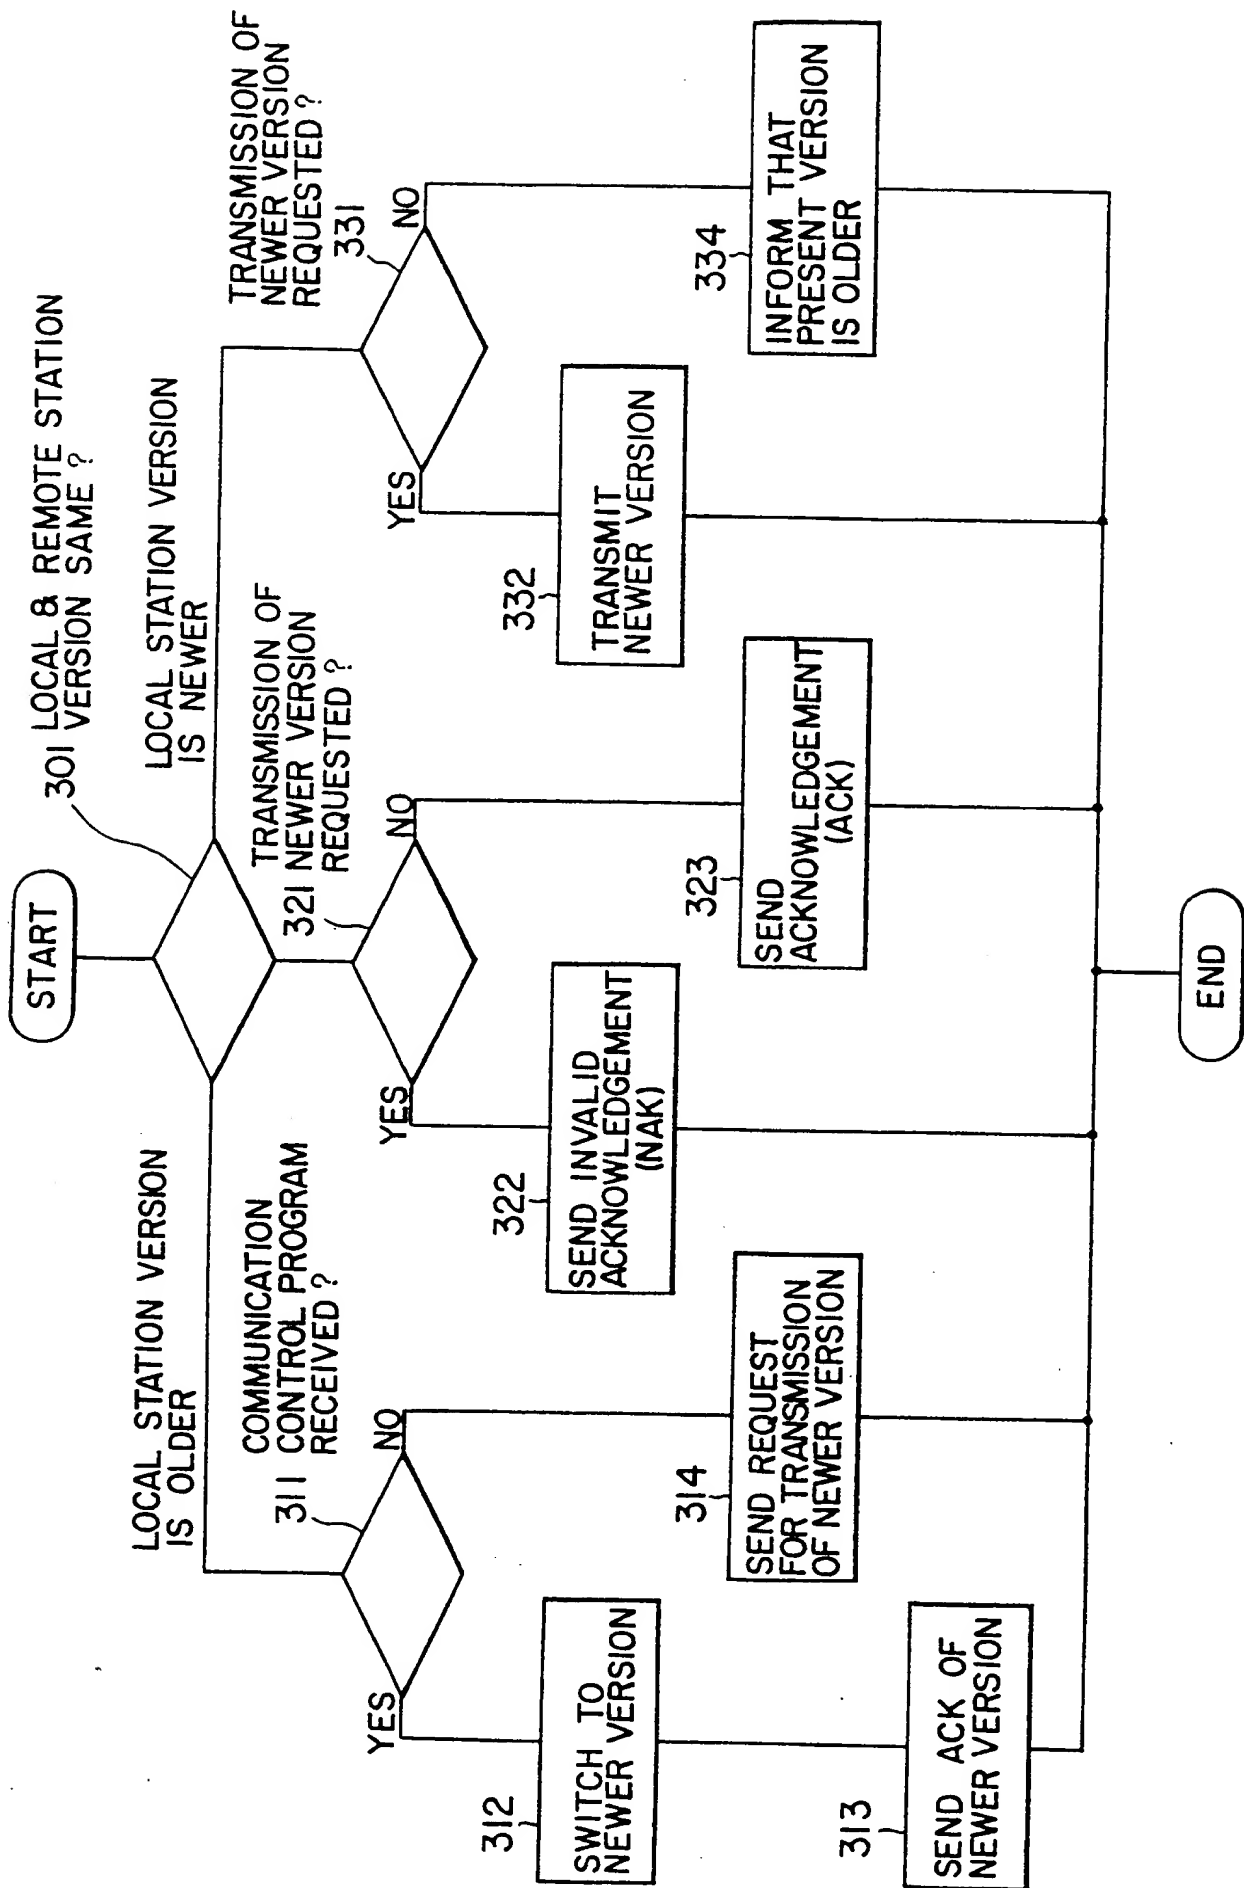 START
301 LOCAL & REMOTE STATION
VERSION SAME ?
LOCAL STATION VERSION
IS OLDER
LOCAL STATION VERSION
IS NEWER
COMMUNICATION
311 CONTROL PROGRAM
RECEIVED ?
TRANSMISSION OF
321 NEWER VERSION
REQUESTED ?
TRANSMISSION OF
NEWER VERSION
REQUESTED ?
331
YES
NO
YES
NO
YES
NO
312
SWITCH TO
NEWER VERSION
322
SEND INVALID
ACKNOWLEDGEMENT
(NAK)
332
TRANSMIT
NEWER VERSION
314
SEND REQUEST
FOR TRANSMISSION
OF NEWER VERSION
323
SEND
ACKNOWLEDGEMENT
(ACK)
334
INFORM THAT
PRESENT VERSION
IS OLDER
313
SEND ACK OF
NEWER VERSION
END